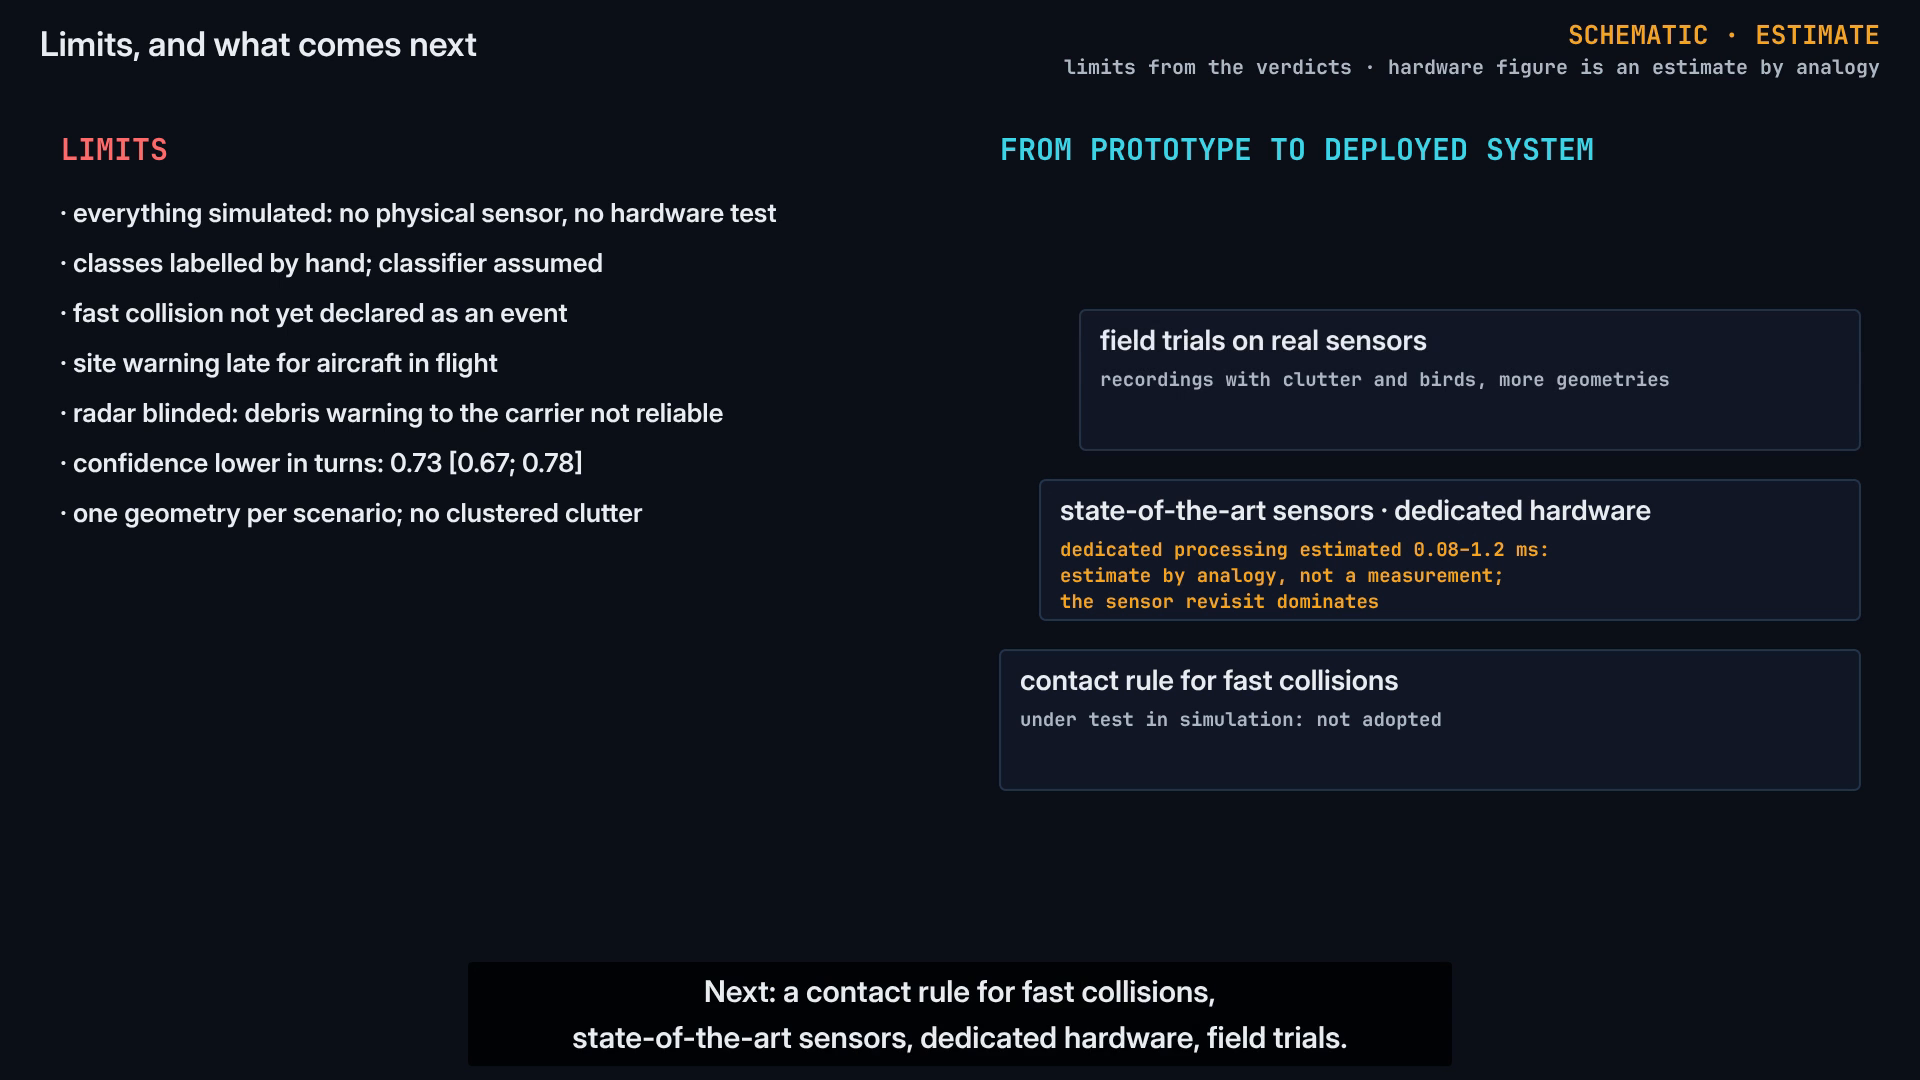 Limits, and what comes next
SCHEMATIC · ESTIMATE
limits from the verdicts · hardware figure is an estimate by analogy
LIMITS
· everything simulated: no physical sensor, no hardware test
· classes labelled by hand; classifier assumed
· fast collision not yet declared as an event
· site warning late for aircraft in flight
· radar blinded: debris warning to the carrier not reliable
· confidence lower in turns: 0.73 [0.67; 0.78]
· one geometry per scenario; no clustered clutter
FROM PROTOTYPE TO DEPLOYED SYSTEM
field trials on real sensors
recordings with clutter and birds, more geometries
state-of-the-art sensors · dedicated hardware
dedicated processing estimated 0.08–1.2 ms:
estimate by analogy, not a measurement;
the sensor revisit dominates
contact rule for fast collisions
under test in simulation: not adopted
Next: a contact rule for fast collisions,
state-of-the-art sensors, dedicated hardware, field trials.